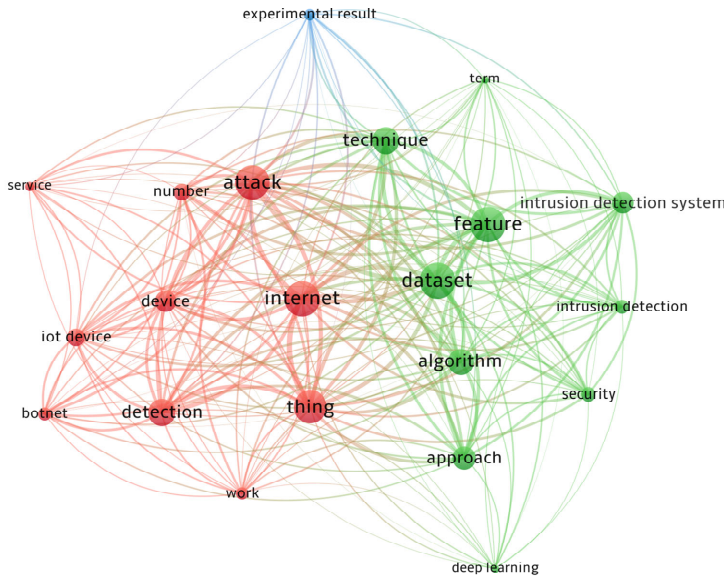 experimental result
term
technique
service
number
attack
intrusion detection system
feature
dataset
device
internet
intrusion detection
iot device
algorithm
security
botnet
detection
thing
approach
work
deep learning